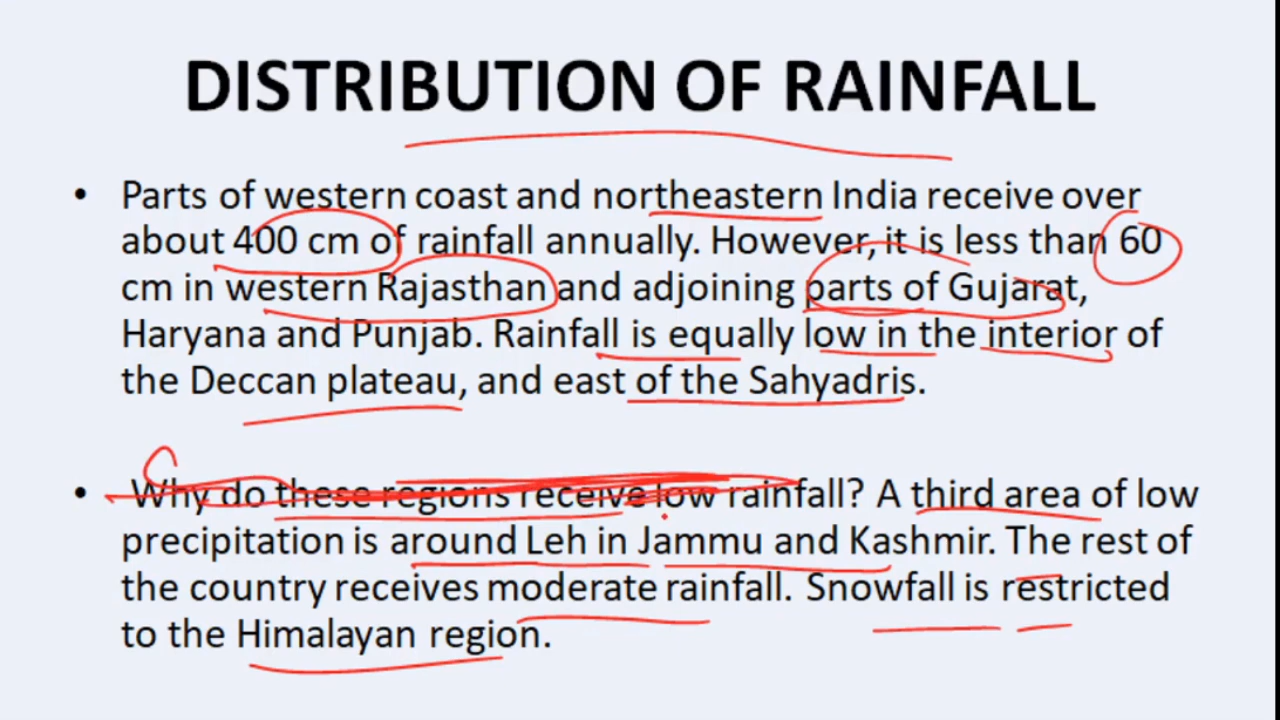 DISTRIBUTION OF RAINFALL
• Parts of western coast and northeastern India receive over
about 400 cm of rainfall annually. However, it is less than 60
cm in western Rajasthan and adjoining parts of Gujarat,
Haryana and Punjab. Rainfall is equally low in the interior of
the Deccan plateau, and east of the Sahyadris.
• Why do these regions receive low rainfall? A third area of low
precipitation is around Leh in Jammu and Kashmir. The rest of
the country receives moderate rainfall. Snowfall is restricted
to the Himalayan region.